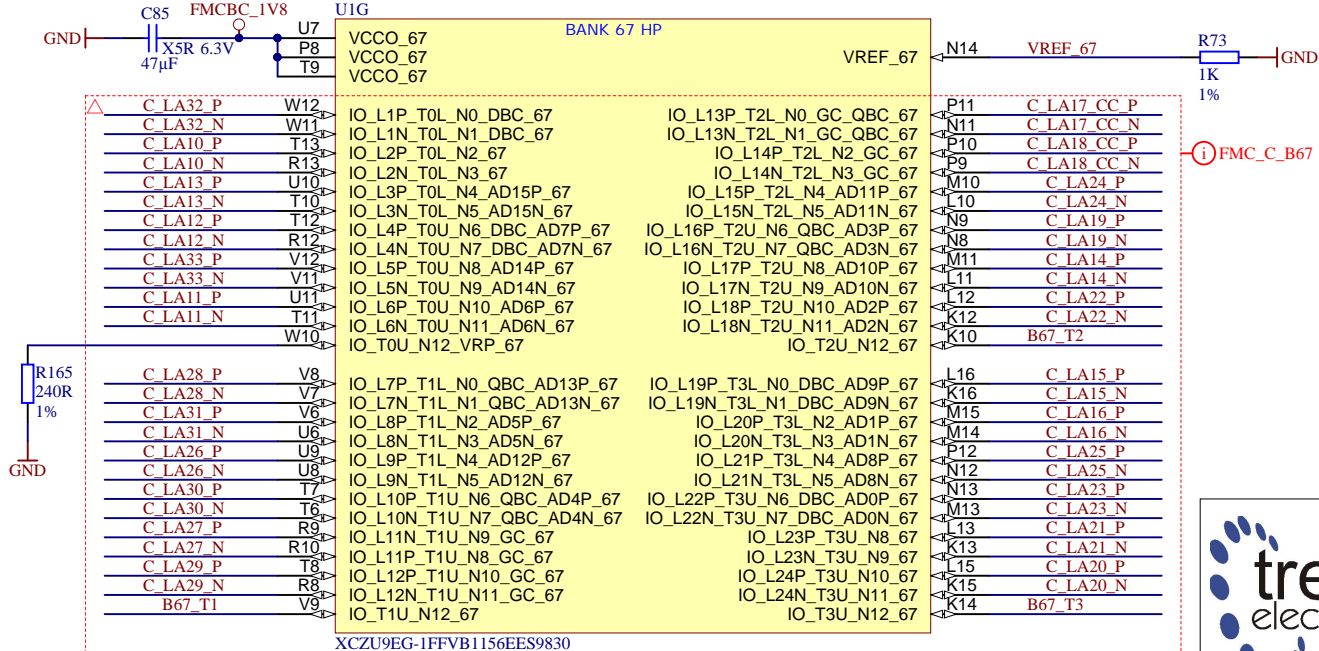 C85
FMCBC_1V8
U1G
GND
X5R 6.3V
47µF
U7
P8
T9
VCCO_67
VCCO_67
VCCO_67
BANK 67 HP
VREF_67
N14
VREF_67
R73
1K
1%
GND
C_LA32_P W12 IO_L1P_T0L_N0_DBC_67
C_LA32_N W11 IO_L1N_T0L_N1_DBC_67
C_LA10_P T13 IO_L2P_T0L_N2_67
C_LA10_N R13 IO_L2N_T0L_N3_67
C_LA13_P U10 IO_L3P_T0L_N4_AD15P_67
C_LA13_N T10 IO_L3N_T0L_N5_AD15N_67
C_LA12_P T12 IO_L4P_T0U_N6_DBC_AD7P_67
C_LA12_N R12 IO_L4N_T0U_N7_DBC_AD7N_67
C_LA33_P V12 IO_L5P_T0U_N8_AD14P_67
C_LA33_N V11 IO_L5N_T0U_N9_AD14N_67
C_LA11_P U11 IO_L6P_T0U_N10_AD6P_67
C_LA11_N T11 IO_L6N_T0U_N11_AD6N_67
W10 IO_T0U_N12_VRP_67
R165
240R
1%
GND
C_LA28_P V8 IO_L7P_T1L_N0_QBC_AD13P_67
C_LA28_N V7 IO_L7N_T1L_N1_QBC_AD13N_67
C_LA31_P V6 IO_L8P_T1L_N2_AD5P_67
C_LA31_N U6 IO_L8N_T1L_N3_AD5N_67
C_LA26_P U9 IO_L9P_T1L_N4_AD12P_67
C_LA26_N U8 IO_L9N_T1L_N5_AD12N_67
C_LA30_P T7 IO_L10P_T1U_N6_QBC_AD4P_67
C_LA30_N T6 IO_L10N_T1U_N7_QBC_AD4N_67
C_LA27_P R9 IO_L11N_T1U_N9_GC_67
C_LA27_N R10 IO_L11P_T1U_N8_GC_67
C_LA29_P T8 IO_L12P_T1U_N10_GC_67
C_LA29_N R8 IO_L12N_T1U_N11_GC_67
B67_T1 V9 IO_T1U_N12_67
IO_L13P_T2L_N0_GC_QBC_67 P11 C_LA17_CC_P
IO_L13N_T2L_N1_GC_QBC_67 N11 C_LA17_CC_N
IO_L14P_T2L_N2_GC_67 P10 C_LA18_CC_P
IO_L14N_T2L_N3_GC_67 P9 C_LA18_CC_N
IO_L15P_T2L_N4_AD11P_67 M10 C_LA24_P
IO_L15N_T2L_N5_AD11N_67 L10 C_LA24_N
IO_L16P_T2U_N6_QBC_AD3P_67 N9 C_LA19_P
IO_L16N_T2U_N7_QBC_AD3N_67 N8 C_LA19_N
IO_L17P_T2U_N8_AD10P_67 M11 C_LA14_P
IO_L17N_T2U_N9_AD10N_67 L11 C_LA14_N
IO_L18P_T2U_N10_AD2P_67 L12 C_LA22_P
IO_L18N_T2U_N11_AD2N_67 K12 C_LA22_N
IO_T2U_N12_67 K10 B67_T2
IO_L19P_T3L_N0_DBC_AD9P_67 L16 C_LA15_P
IO_L19N_T3L_N1_DBC_AD9N_67 K16 C_LA15_N
IO_L20P_T3L_N2_AD1P_67 M15 C_LA16_P
IO_L20N_T3L_N3_AD1N_67 M14 C_LA16_N
IO_L21P_T3L_N4_AD8P_67 P12 C_LA25_P
IO_L21N_T3L_N5_AD8N_67 N12 C_LA25_N
IO_L22P_T3U_N6_DBC_AD0P_67 N13 C_LA23_P
IO_L22N_T3U_N7_DBC_AD0N_67 M13 C_LA23_N
IO_L23P_T3U_N8_67 L13 C_LA21_P
IO_L23N_T3U_N9_67 K13 C_LA21_N
IO_L24P_T3U_N10_67 L15 C_LA20_P
IO_L24N_T3U_N11_67 K15 C_LA20_N
IO_T3U_N12_67 K14 B67_T3
i FMC_C_B67
XCZU9EG-1FFVB1156EES9830
tre
elec